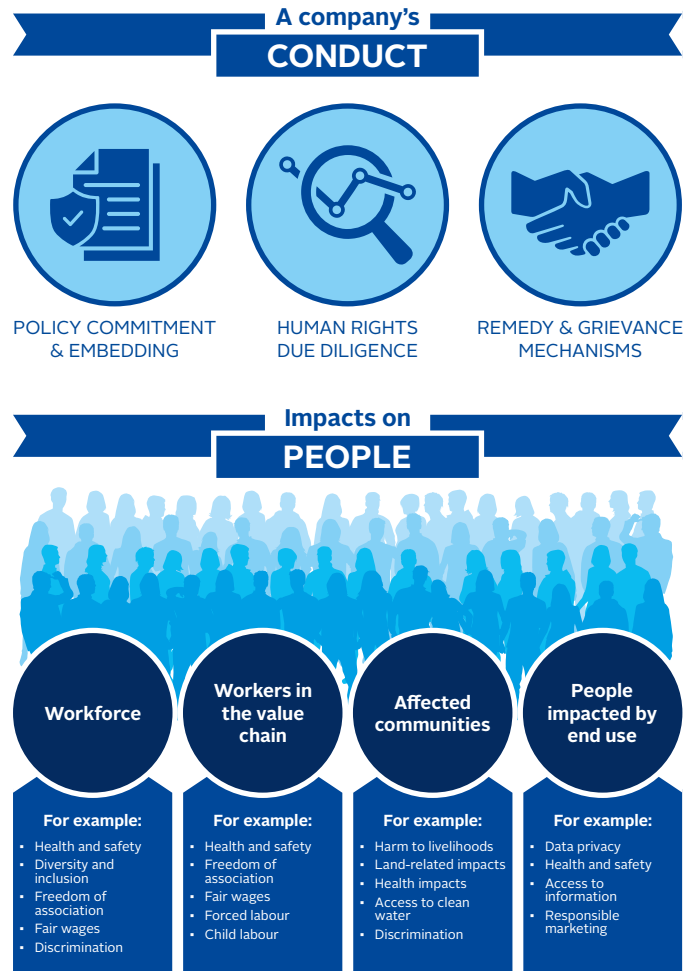 A company's
CONDUCT
POLICY COMMITMENT
& EMBEDDING
HUMAN RIGHTS
DUE DILIGENCE
REMEDY & GRIEVANCE
MECHANISMS
Impacts on
PEOPLE
Workforce
For example:
▪ Health and safety
▪ Diversity and
inclusion
▪ Freedom of
association
▪ Fair wages
▪ Discrimination
Workers in
the value
chain
For example:
▪ Health and safety
▪ Freedom of
association
▪ Fair wages
▪ Forced labour
▪ Child labour
Affected
communities
For example:
▪ Harm to livelihoods
▪ Land-related impacts
▪ Health impacts
▪ Access to clean
water
▪ Discrimination
People
impacted by
end use
For example:
▪ Data privacy
▪ Health and safety
▪ Access to
information
▪ Responsible
marketing